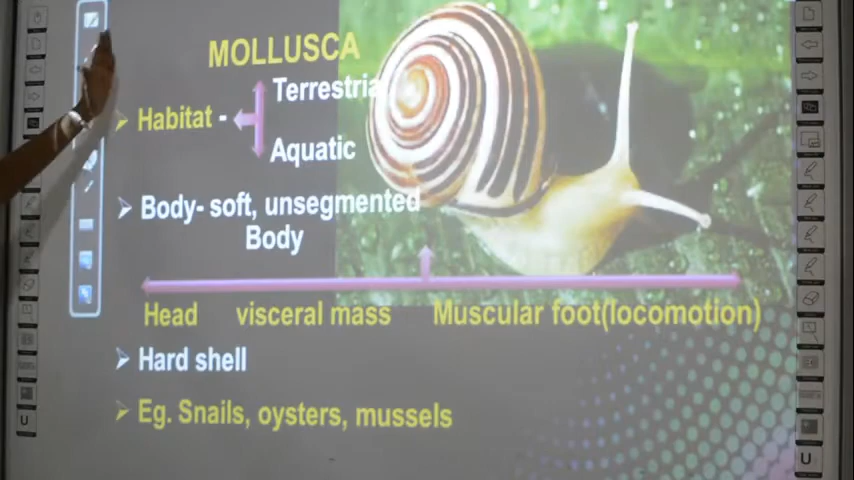 MOLLUSCA
Terrestria
Habitat -
Aquatic
Body- soft, unsegmented
Body
Head visceral mass Muscular foot(locomotion)
Hard shell
Eg. Snails, oysters, mussels
U
U